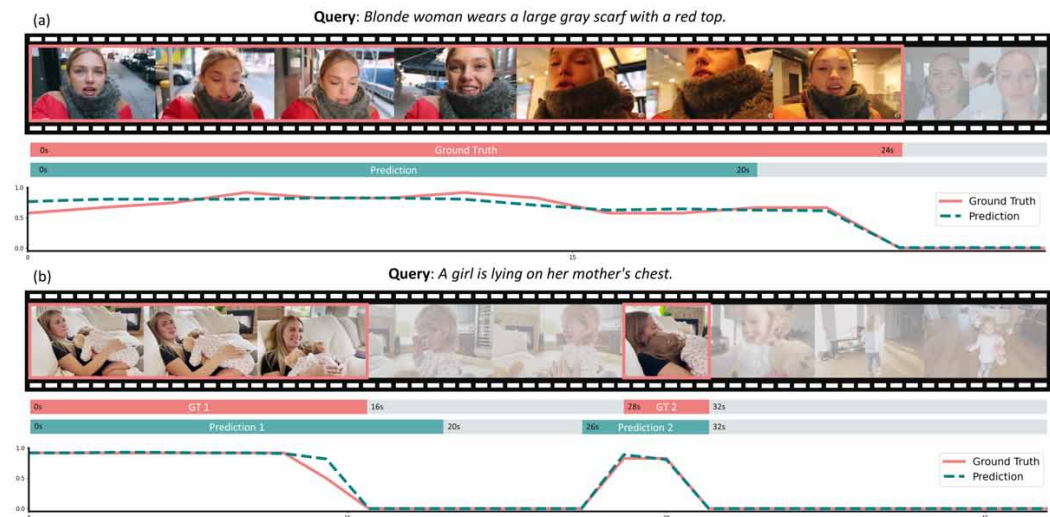 (a)
Query: Blonde woman wears a large gray scarf with a red top.
0s Ground Truth 24s
0s Prediction 20s
1.0
0.5
0.0
Ground Truth
Prediction
0 15
(b)
Query: A girl is lying on her mother's chest.
0s GT 1 16s 28s GT 2 32s
0s Prediction 1 20s 26s Prediction 2 32s
1.0
0.5
0.0
Ground Truth
Prediction